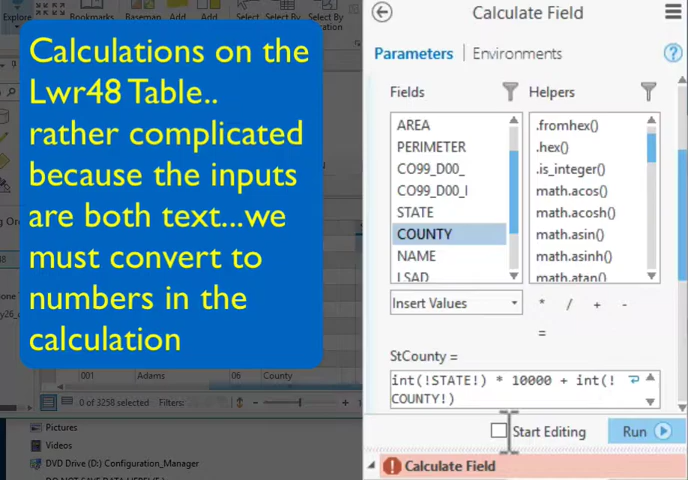 Explore
Bookmarks
Basemap
Add
Add
Select
Select By
Select By
Calculations on the
Lwr48 Table..
rather complicated
because the inputs
are both text...we
must convert to
numbers in the
calculation
001 Adams 06 County
0 of 3258 selected
Filters:
Pictures
Videos
DVD Drive (D:) Configuration_Manager
Calculate Field
Parameters Environments
Fields
AREA
PERIMETER
CO99_D00_
CO99_D00_I
STATE
COUNTY
NAME
LSAD
Helpers
.fromhex()
.hex()
.is_integer()
math.acos()
math.acosh()
math.asin()
math.asinh()
math.atan()
Insert Values
* / + -
=
StCounty =
int(!STATE!) * 10000 + int(!
COUNTY!)
Start Editing
Run
Calculate Field